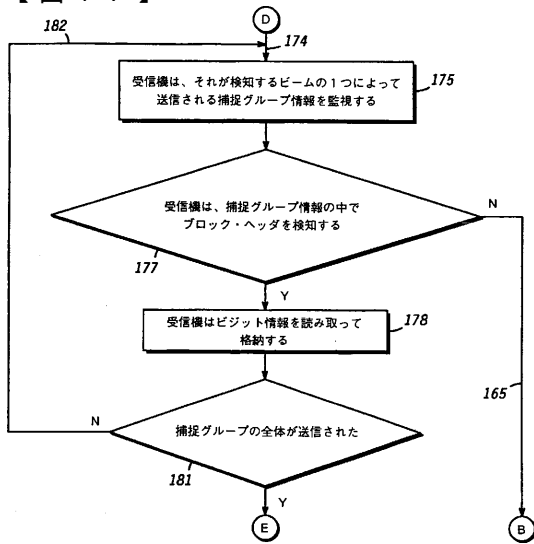 182
D
174
受信機は、それが検知するビームの1つによって
送信される捕捉グループ情報を監視する
175
受信機は、捕捉グループ情報の中で
ブロック・ヘッダを検知する
N
177
Y
受信機はビジット情報を読み取って
格納する
178
165
N
捕捉グループの全体が送信された
181
Y
E
B